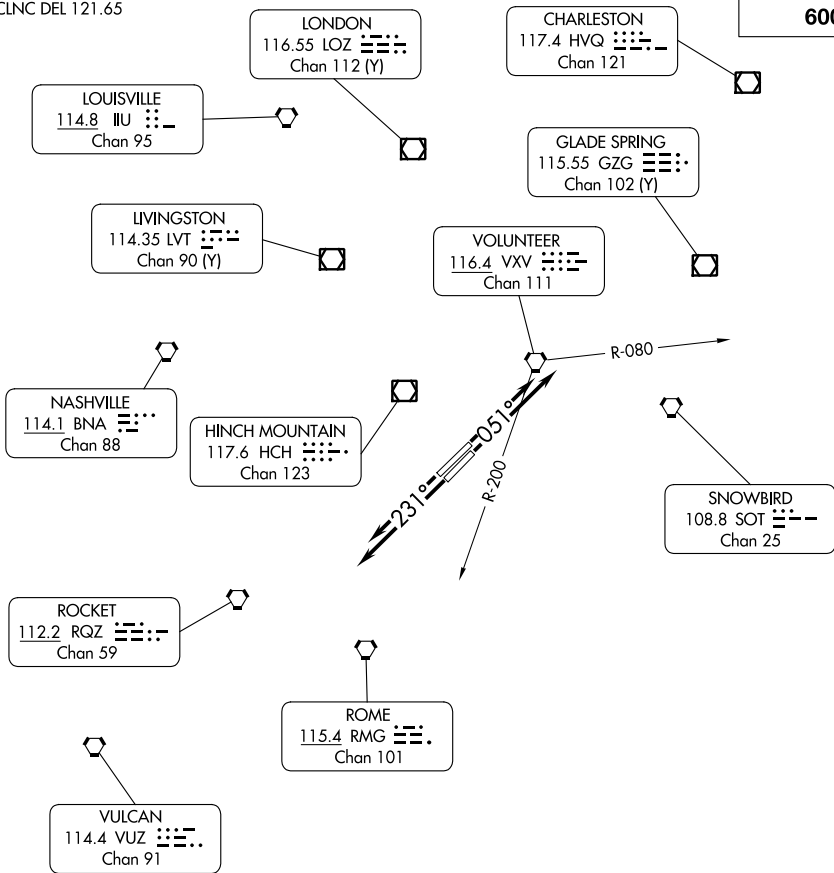 CLNC DEL 121.65
600
LONDON
116.55 LOZ
Chan 112 (Y)
CHARLESTON
117.4 HVQ
Chan 121
LOUISVILLE
114.8 IIU
Chan 95
GLADE SPRING
115.55 GZG
Chan 102 (Y)
LIVINGSTON
114.35 LVT
Chan 90 (Y)
VOLUNTEER
116.4 VXV
Chan 111
R-080
NASHVILLE
114.1 BNA
Chan 88
HINCH MOUNTAIN
117.6 HCH
Chan 123
051°
231°
R-200
SNOWBIRD
108.8 SOT
Chan 25
ROCKET
112.2 RQZ
Chan 59
ROME
115.4 RMG
Chan 101
VULCAN
114.4 VUZ
Chan 91